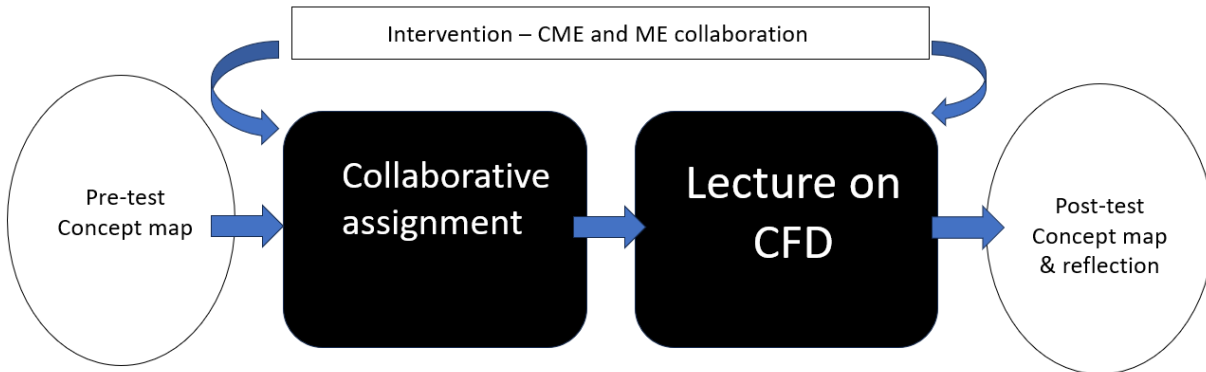 Intervention – CME and ME collaboration
Pre-test
Concept map
Collaborative
assignment
Lecture on
CFD
Post-test
Concept map
& reflection